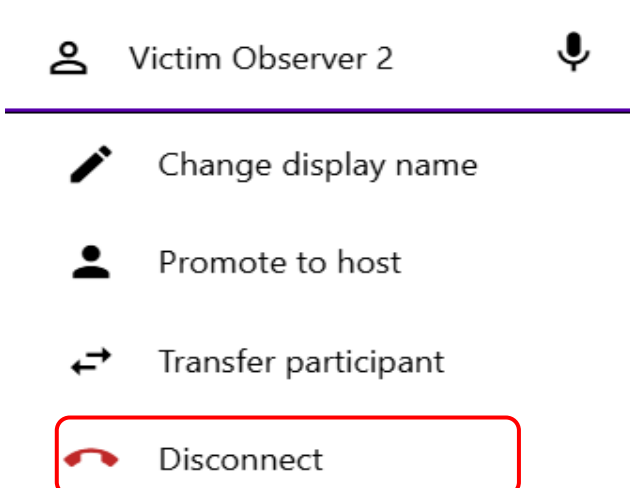 Victim Observer 2
Change display name
Promote to host
Transfer participant
Disconnect